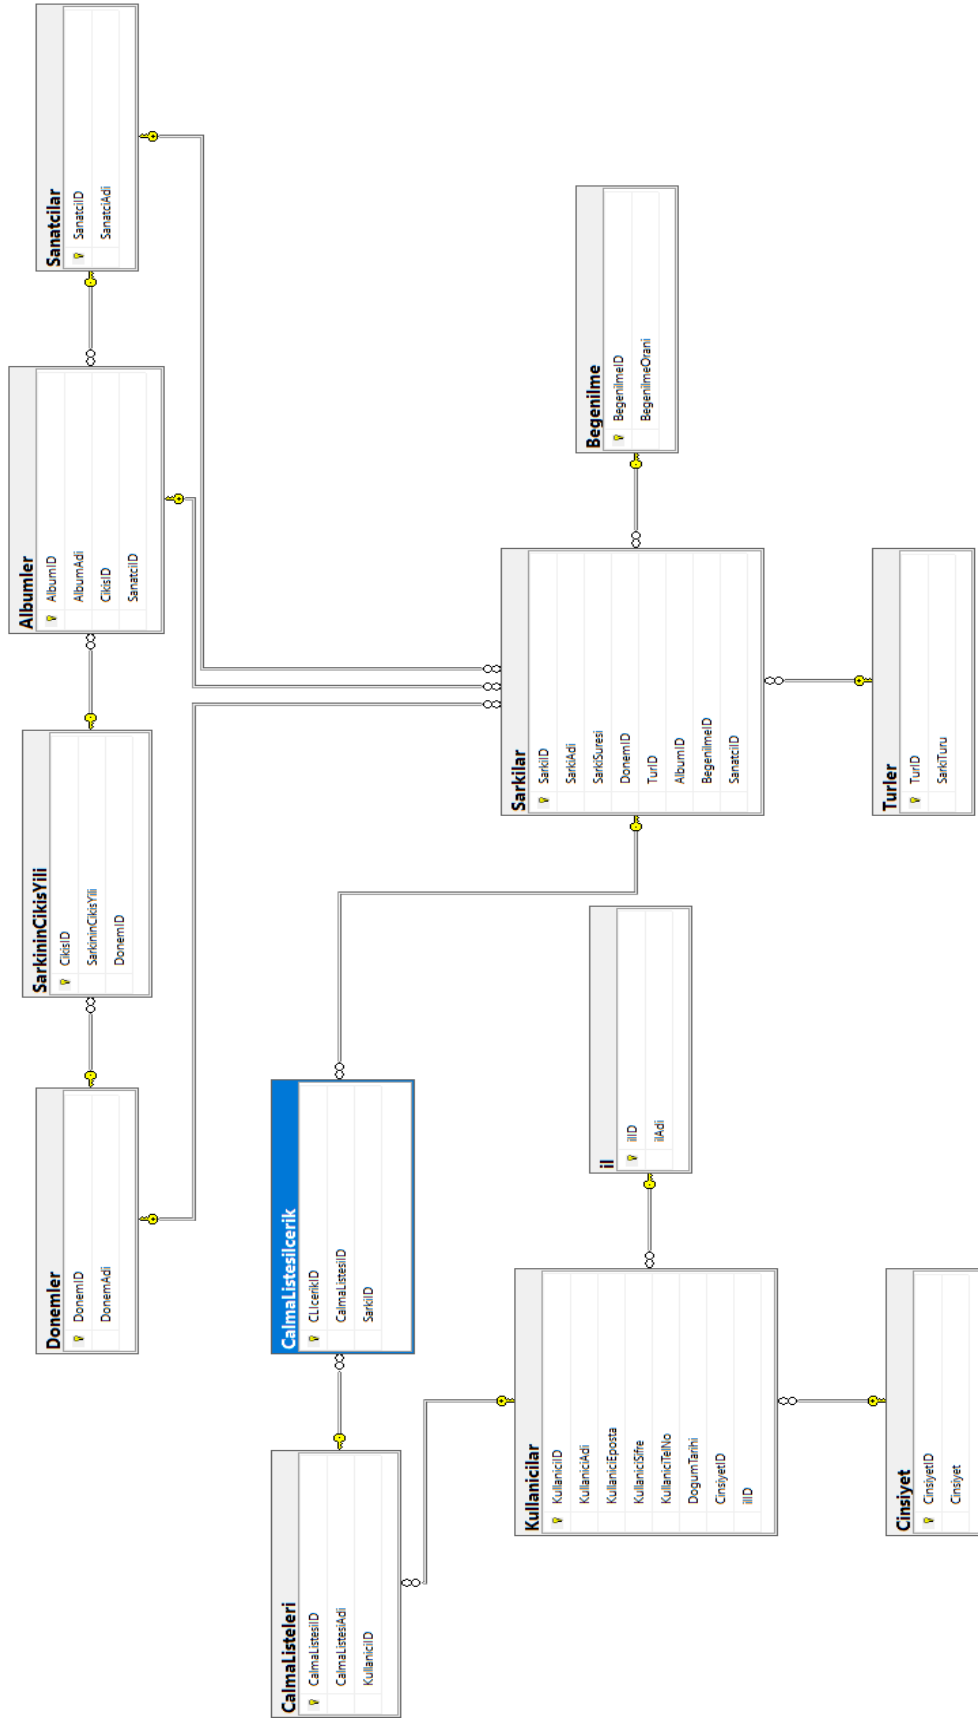 Donemler
DonemID
DonemAdi
SarkininCikisYili
CikisID
SarkininCikisYili
DonemID
Albumler
AlbumID
AlbumAdi
CikisID
SanatciID
Sanatcilar
SanatciID
SanatciAdi
CalmaListeleri
CalmaListesiID
CalmaListesiAdi
KullaniciID
CalmaListesiIcerik
CLIcerikID
CalmaListesiID
SarkiID
Kullanicilar
KullaniciID
KullaniciAdi
KullaniciEposta
KullaniciSifre
KullaniciTelNo
DogumTarihi
CinsiyetID
ilID
il
ilID
ilAdi
Sarkilar
SarkiID
SarkiAdi
SarkiSuresi
DonemID
TurID
AlbumID
BegenilmeID
SanatciID
Begenilme
BegenilmeID
BegenilmeOrani
Cinsiyet
CinsiyetID
Cinsiyet
Turler
TurID
SarkiTuru